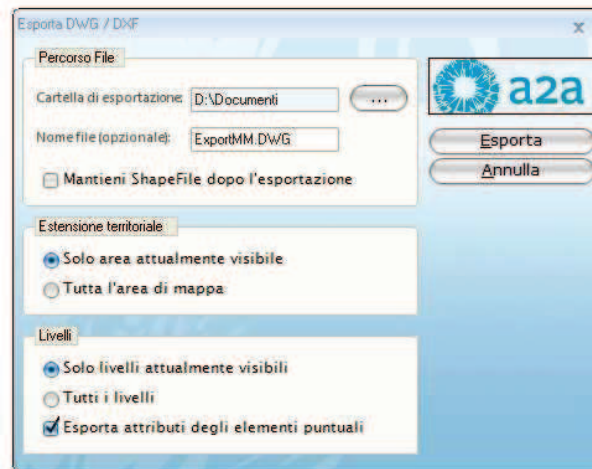 Esporta DWG / DXF
x
Percorso File
Cartella di esportazione:
D:\Documenti
...
Nome file (opzionale):
ExportMM.DWG
Mantieni ShapeFile dopo l'esportazione
a2a
Esporta
Annulla
Estensione territoriale
Solo area attualmente visibile
Tutta l'area di mappa
Livelli
Solo livelli attualmente visibili
Tutti i livelli
Esporta attributi degli elementi puntuali